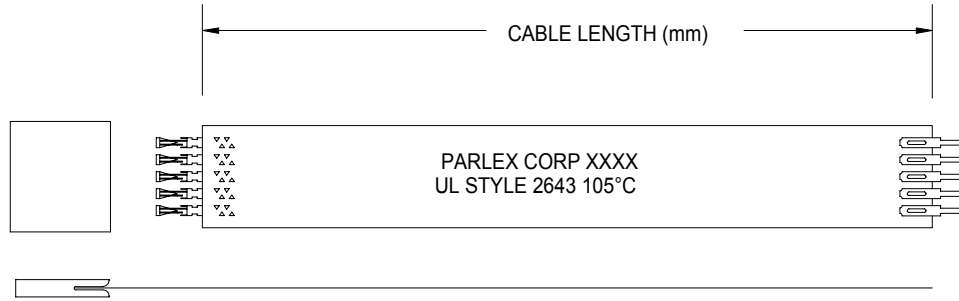 CABLE LENGTH (mm)
PARLEX CORP XXXX
UL STYLE 2643 105°C